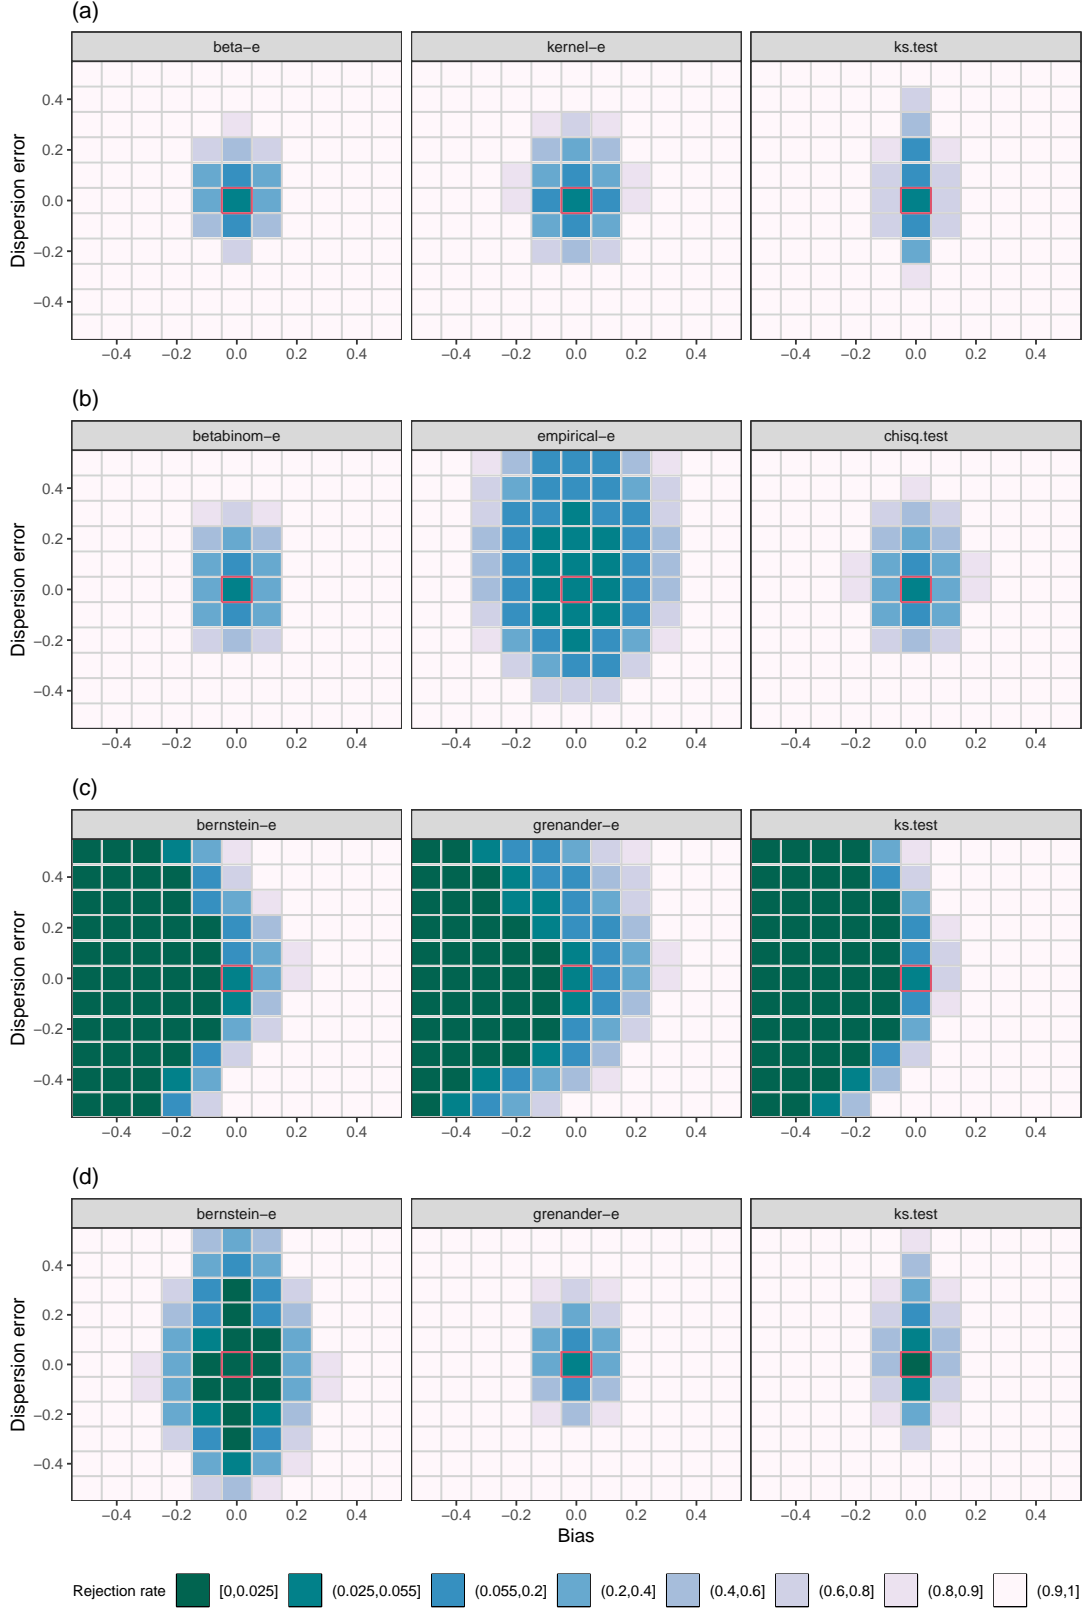 (a)
beta−e kernel−e ks.test
0.4
0.2
0.0
−0.2
−0.4
Dispersion error
−0.4 −0.2 0.0 0.2 0.4 −0.4 −0.2 0.0 0.2 0.4 −0.4 −0.2 0.0 0.2 0.4
(b)
betabinom−e empirical−e chisq.test
0.4
0.2
0.0
−0.2
−0.4
Dispersion error
−0.4 −0.2 0.0 0.2 0.4 −0.4 −0.2 0.0 0.2 0.4 −0.4 −0.2 0.0 0.2 0.4
(c)
bernstein−e grenander−e ks.test
0.4
0.2
0.0
−0.2
−0.4
Dispersion error
−0.4 −0.2 0.0 0.2 0.4 −0.4 −0.2 0.0 0.2 0.4 −0.4 −0.2 0.0 0.2 0.4
(d)
bernstein−e grenander−e ks.test
0.4
0.2
0.0
−0.2
−0.4
Dispersion error
−0.4 −0.2 0.0 0.2 0.4 −0.4 −0.2 0.0 0.2 0.4 −0.4 −0.2 0.0 0.2 0.4
Bias
Rejection rate [0,0.025] (0.025,0.055] (0.055,0.2] (0.2,0.4] (0.4,0.6] (0.6,0.8] (0.8,0.9] (0.9,1]